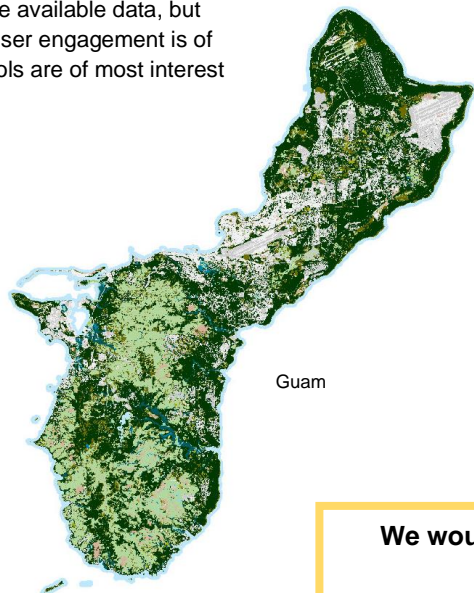 e available data, but
ser engagement is of
ols are of most interest
Guam
We wou